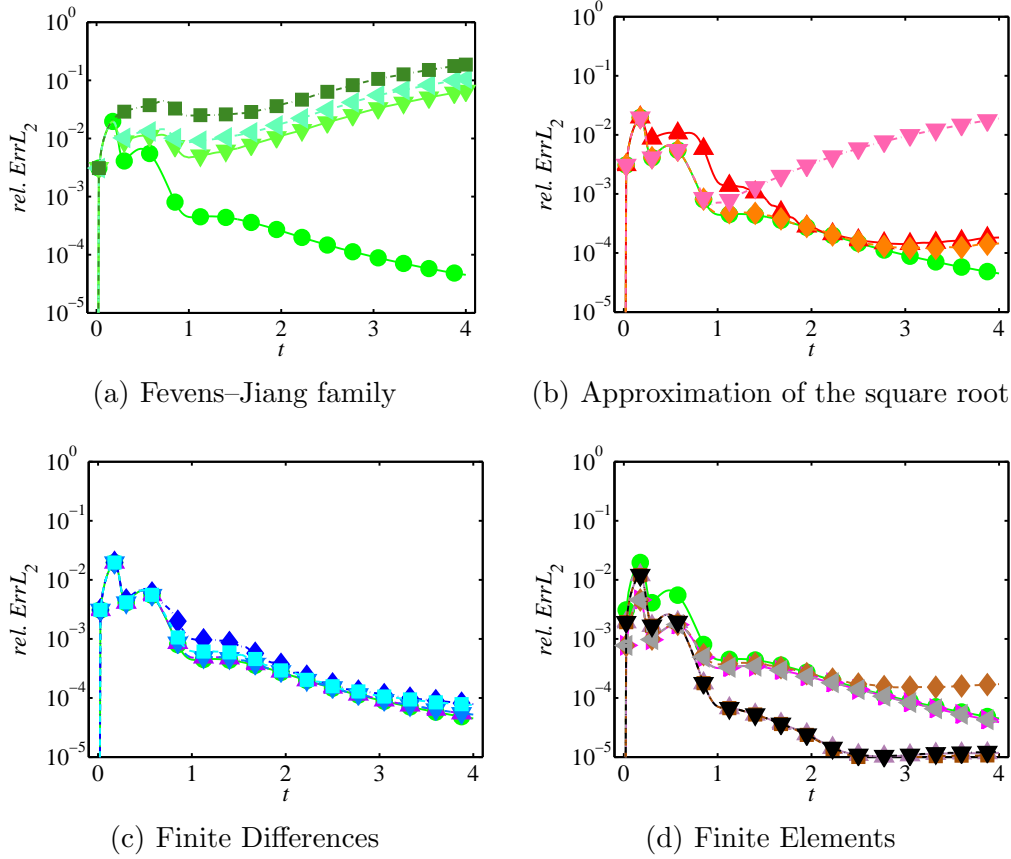 10^0
10^-1
10^-2
10^-3
10^-4
10^-5
rel. ErrL_2
0 1 2 3 4
t
(a) Fevens–Jiang family
10^0
10^-1
10^-2
10^-3
10^-4
10^-5
rel. ErrL_2
0 1 2 3 4
t
(b) Approximation of the square root
10^0
10^-1
10^-2
10^-3
10^-4
10^-5
rel. ErrL_2
0 1 2 3 4
t
(c) Finite Differences
10^0
10^-1
10^-2
10^-3
10^-4
10^-5
rel. ErrL_2
0 1 2 3 4
t
(d) Finite Elements